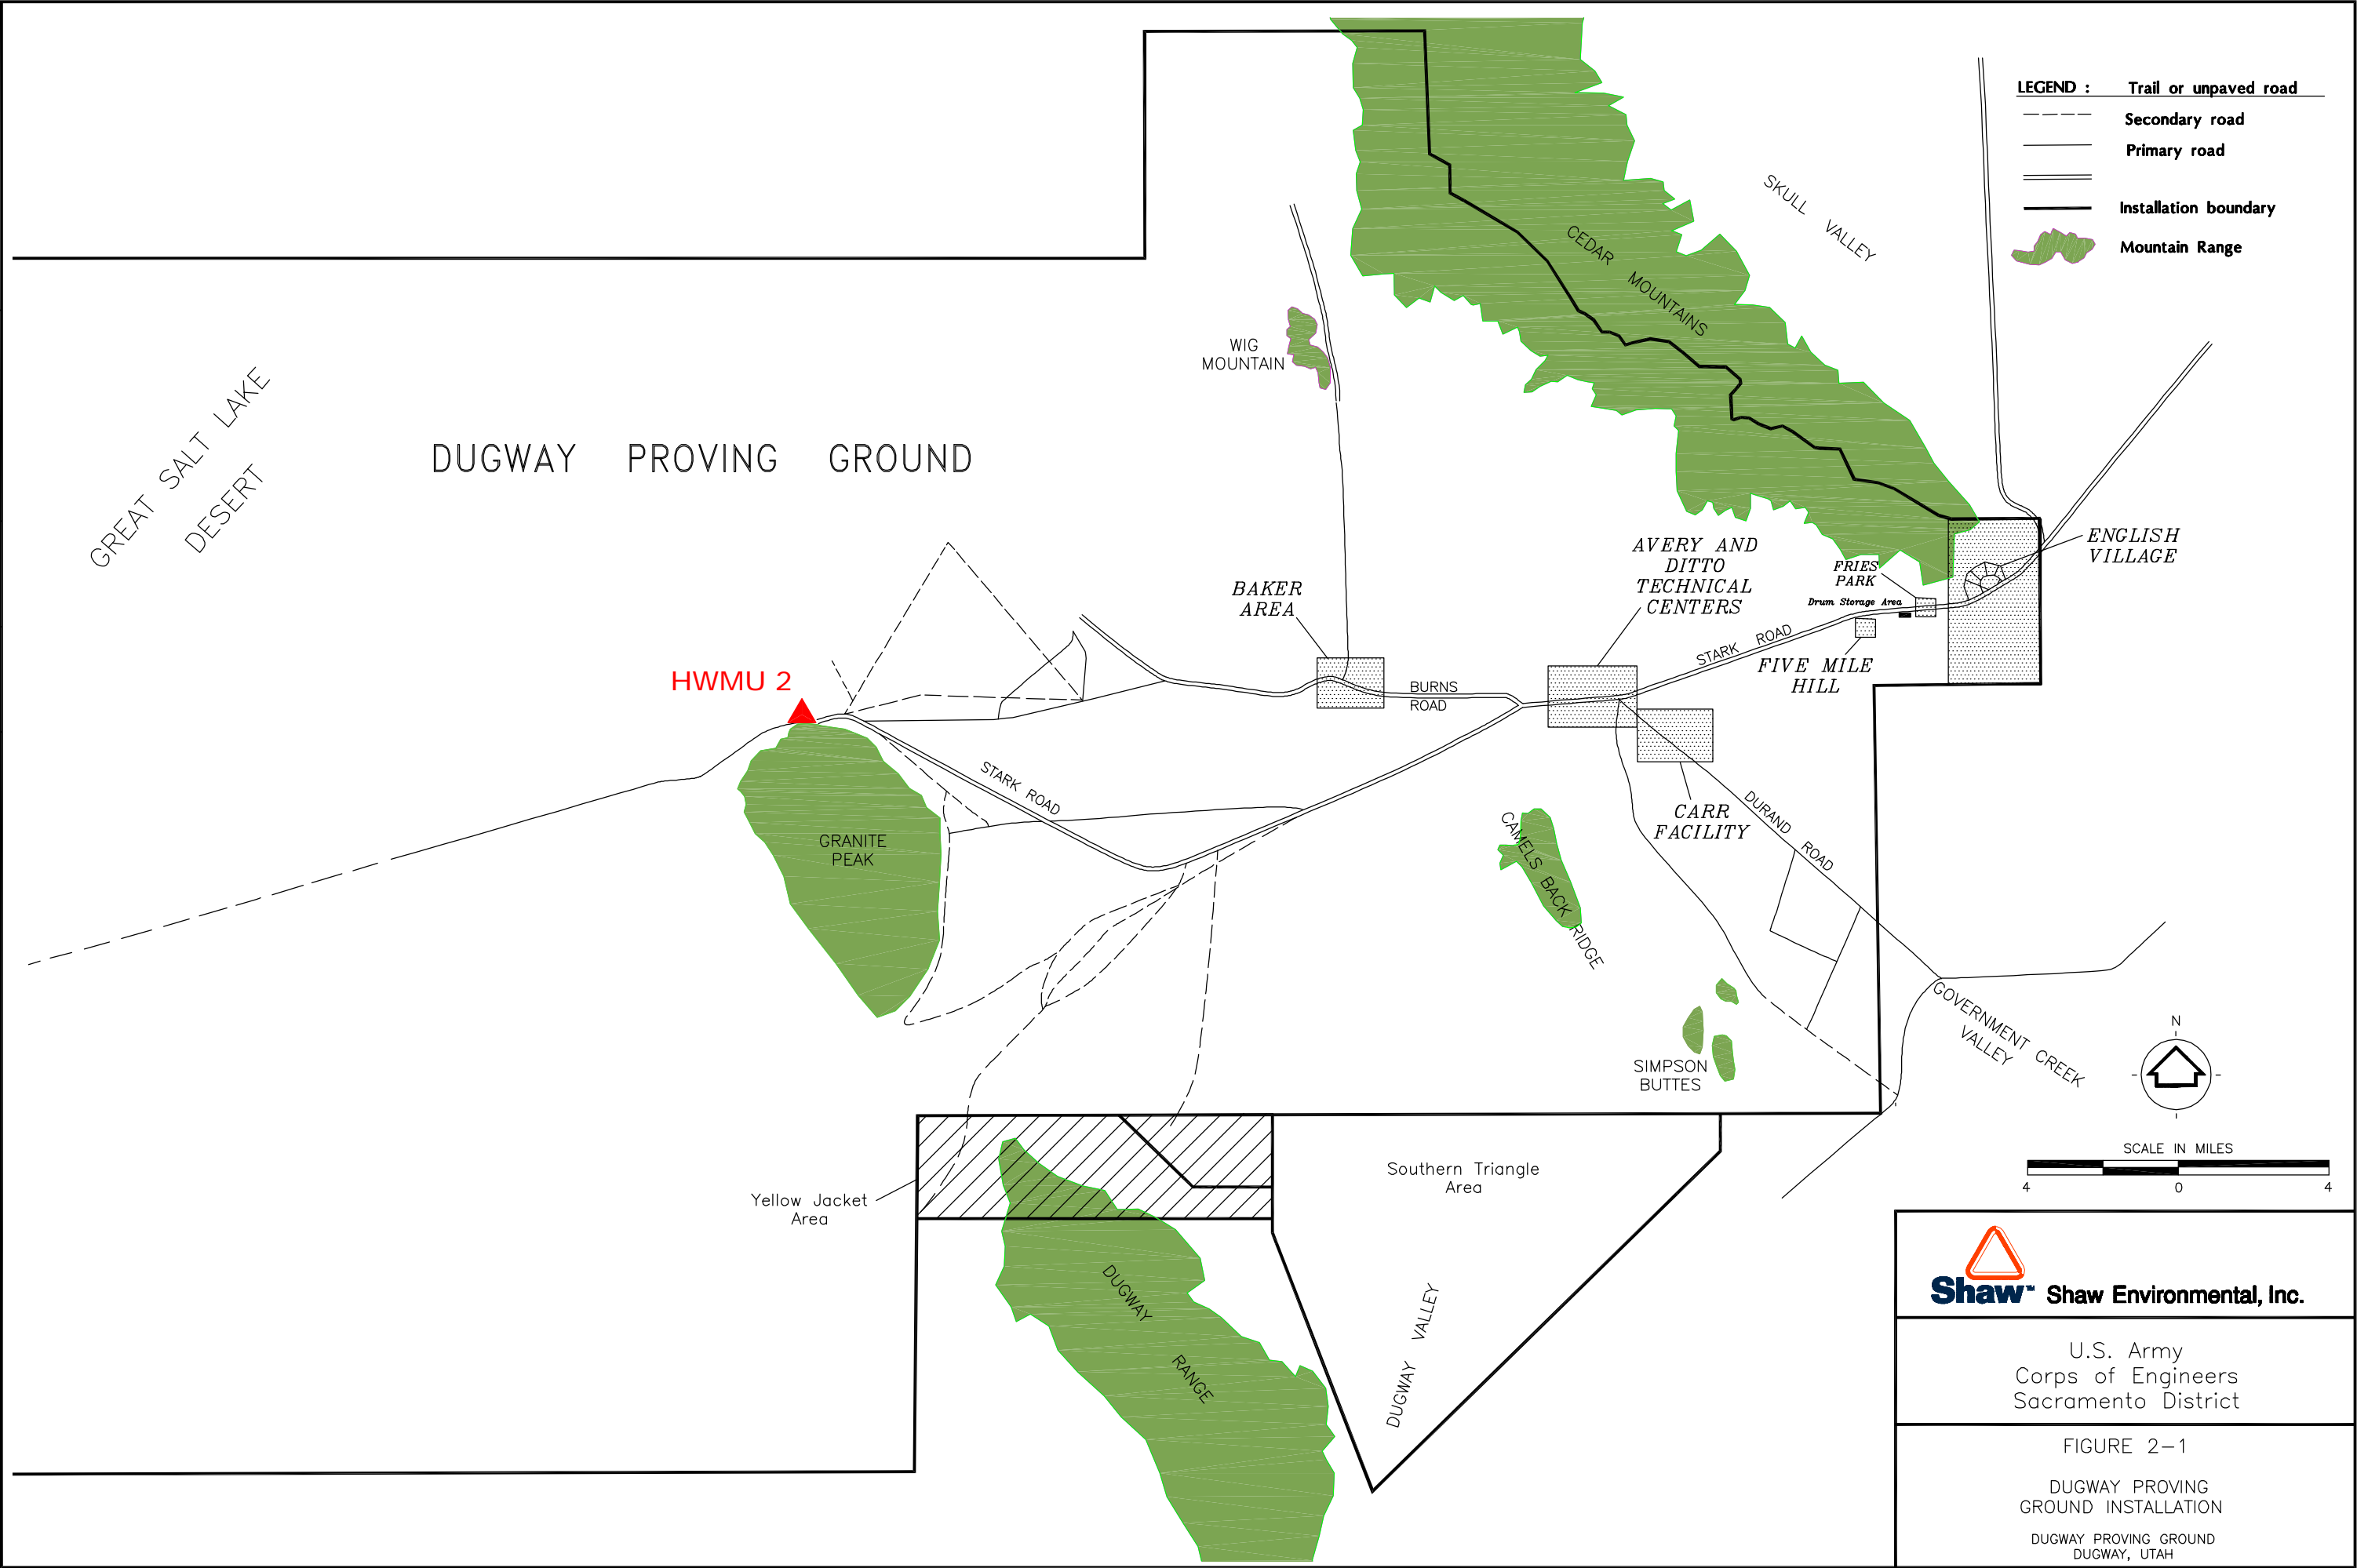 LEGEND : Trail or unpaved road
Secondary road
Primary road
Installation boundary
Mountain Range
SKULL VALLEY
CEDAR MOUNTAINS
WIG
MOUNTAIN
GREAT SALT LAKE
DESERT
DUGWAY PROVING GROUND
ENGLISH
VILLAGE
AVERY AND
DITTO
TECHNICAL
CENTERS
FRIES
PARK
Drum Storage Area
BAKER
AREA
STARK ROAD
FIVE MILE
HILL
HWMU 2
BURNS
ROAD
STARK ROAD
GRANITE
PEAK
CARR
FACILITY
DURAND ROAD
CAMELS BACK RIDGE
GOVERNMENT CREEK
VALLEY
SIMPSON
BUTTES
N
SCALE IN MILES
4 0 4
Southern Triangle
Area
Yellow Jacket
Area
DUGWAY RANGE
DUGWAY VALLEY
Shaw™ Shaw Environmental, Inc.
U.S. Army
Corps of Engineers
Sacramento District
FIGURE 2-1
DUGWAY PROVING
GROUND INSTALLATION
DUGWAY PROVING GROUND
DUGWAY, UTAH